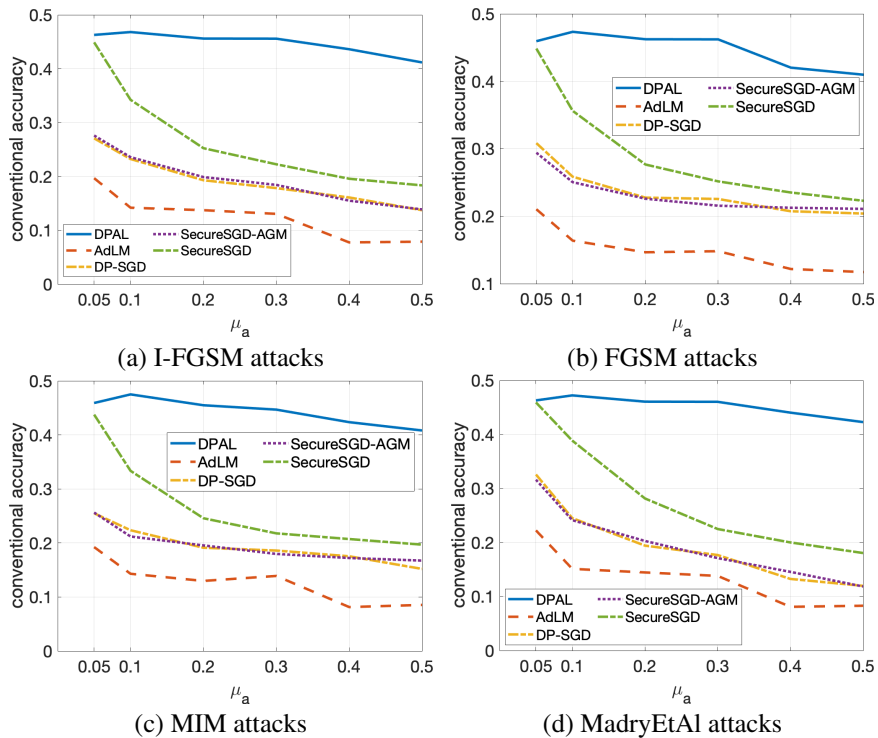 0.5
0.4
0.3
0.2
0.1
0
conventional accuracy
DPAL
AdLM
DP-SGD
SecureSGD-AGM
SecureSGD
0.05 0.1 0.2 0.3 0.4 0.5
μa
(a) I-FGSM attacks
0.5
0.4
0.3
0.2
0.1
conventional accuracy
DPAL
AdLM
DP-SGD
SecureSGD-AGM
SecureSGD
0.05 0.1 0.2 0.3 0.4 0.5
μa
(b) FGSM attacks
0.5
0.4
0.3
0.2
0.1
0
conventional accuracy
DPAL
AdLM
DP-SGD
SecureSGD-AGM
SecureSGD
0.05 0.1 0.2 0.3 0.4 0.5
μa
(c) MIM attacks
0.5
0.4
0.3
0.2
0.1
0
conventional accuracy
DPAL
AdLM
DP-SGD
SecureSGD-AGM
SecureSGD
0.05 0.1 0.2 0.3 0.4 0.5
μa
(d) MadryEtAl attacks